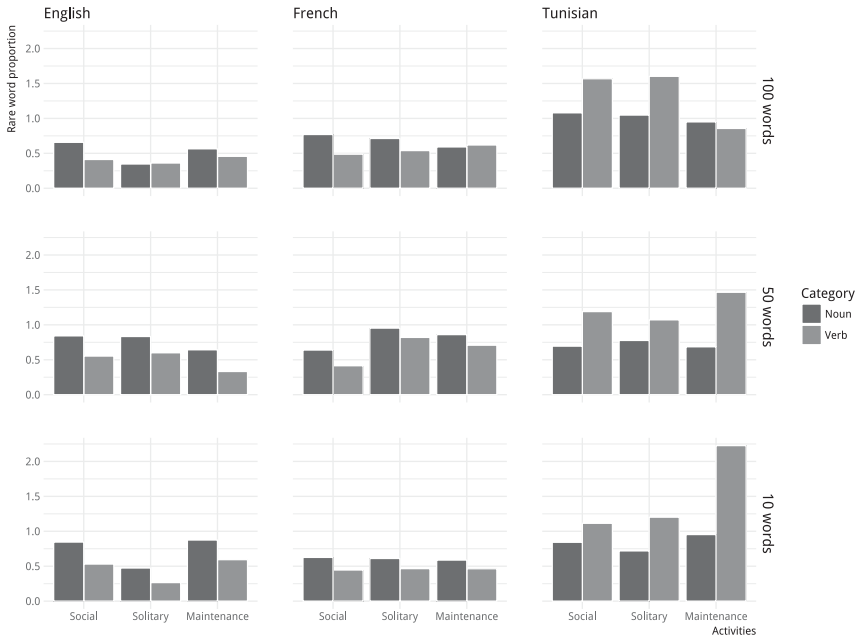 English
French
Tunisian
Rare word proportion
2.0
1.5
1.0
0.5
0.0
100 words
2.0
1.5
1.0
0.5
0.0
50 words
Category
Noun
Verb
2.0
1.5
1.0
0.5
0.0
10 words
Social Solitary Maintenance
Social Solitary Maintenance
Social Solitary Maintenance
Activities